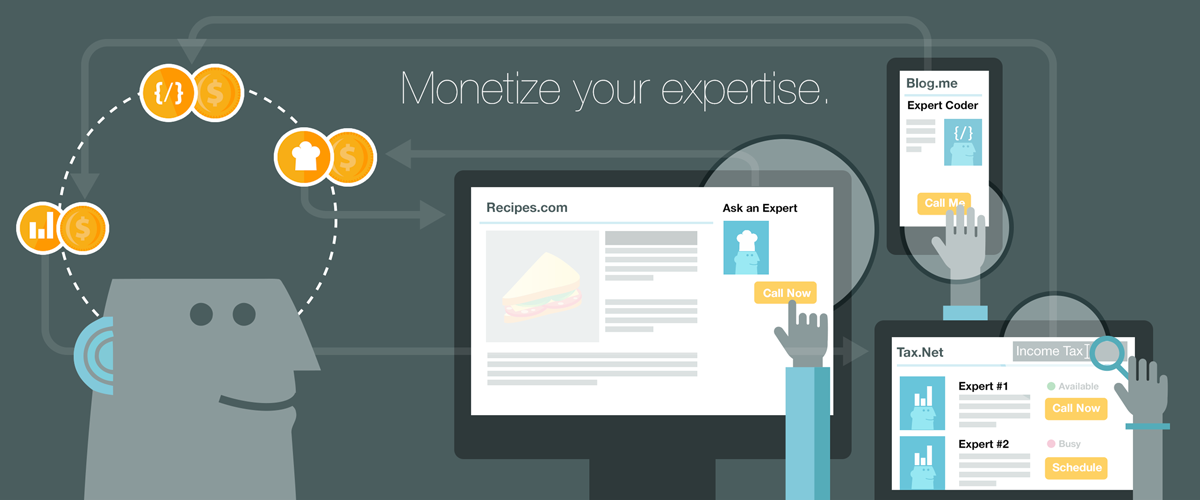 Monetize your expertise.
{/}
$
$
$
Recipes.com
Ask an Expert
Call Now
Blog.me
Expert Coder
{/}
Call Me
Tax.Net
Income Tax
Expert #1
Available
Call Now
Expert #2
Busy
Schedule